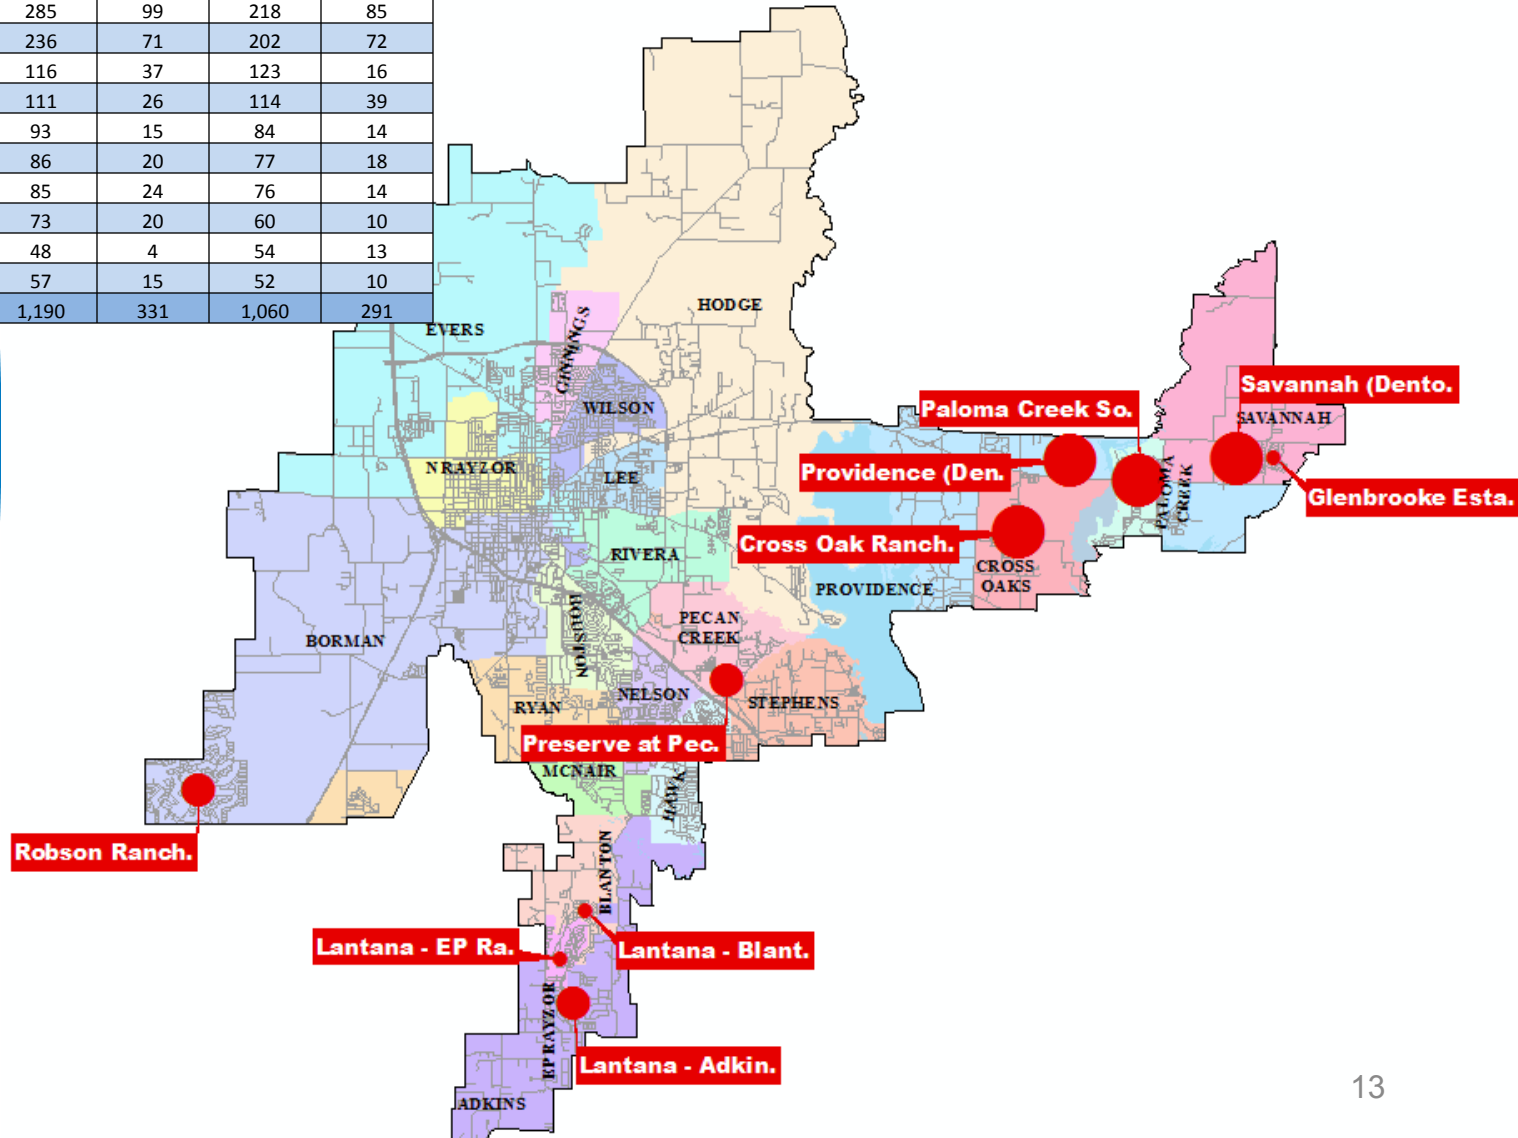 285 99 218 85
236 71 202 72
116 37 123 16
111 26 114 39
93 15 84 14
86 20 77 18
85 24 76 14
73 20 60 10
48 4 54 13
57 15 52 10
1,190 331 1,060 291
HODGE
EVERS
GINNINGS
WILSON
Savannah (Dento.
Paloma Creek So.
SAVANNAH
N RAYZOR
LEE
Providence (Den.
PALOMA
CREEK
Glenbrooke Esta.
Cross Oak Ranch.
RIVERA
CROSS
OAKS
PROVIDENCE
HOUSTON
PECAN
CREEK
BORMAN
NELSON
STEPHENS
RYAN
Preserve at Pec.
MCNAIR
HAWK
Robson Ranch.
BLANTON
Lantana - EP Ra.
Lantana - Blant.
EP RAYZOR
Lantana - Adkin.
ADKINS
13